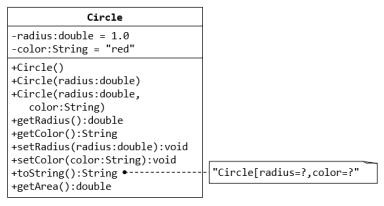 Circle
-radius:double = 1.0
-color:String = "red"
+Circle()
+Circle(radius:double)
+Circle(radius:double,
color:String)
+getRadius():double
+getColor():String
+setRadius(radius:double):void
+setColor(color:String):void
+toString():String
"Circle[radius=?,color=?"
+getArea():double